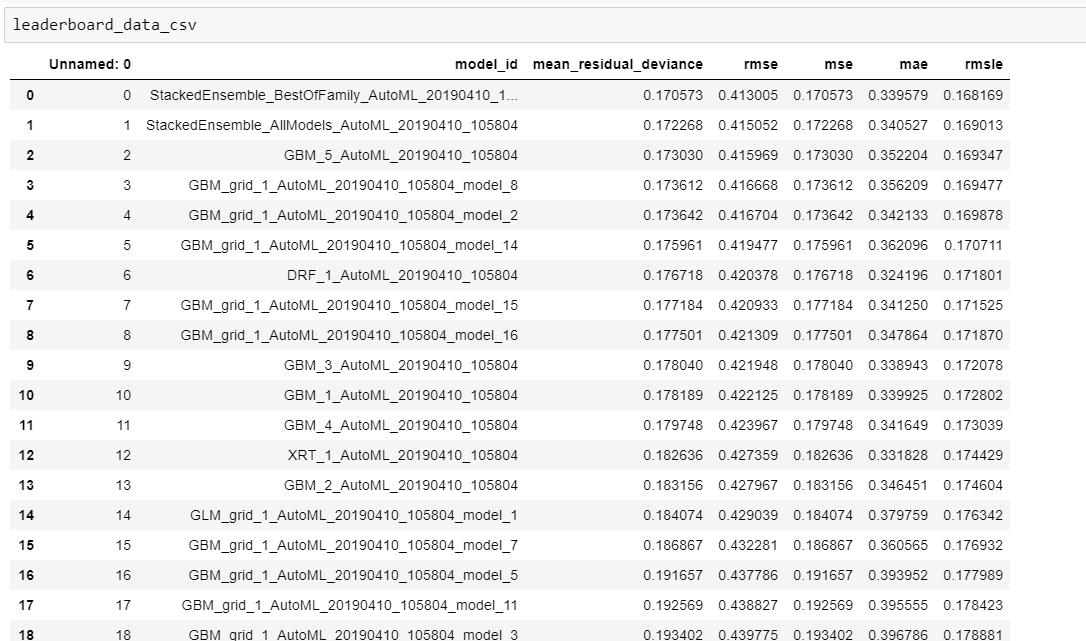 leaderboard_data_csv
Unnamed: 0 model_id mean_residual_deviance rmse mse mae rmsle
0 0 StackedEnsemble_BestOfFamily_AutoML_20190410_1... 0.170573 0.413005 0.170573 0.339579 0.168169
1 1 StackedEnsemble_AllModels_AutoML_20190410_105804 0.172268 0.415052 0.172268 0.340527 0.169013
2 2 GBM_5_AutoML_20190410_105804 0.173030 0.415969 0.173030 0.352204 0.169347
3 3 GBM_grid_1_AutoML_20190410_105804_model_8 0.173612 0.416668 0.173612 0.356209 0.169477
4 4 GBM_grid_1_AutoML_20190410_105804_model_2 0.173642 0.416704 0.173642 0.342133 0.169878
5 5 GBM_grid_1_AutoML_20190410_105804_model_14 0.175961 0.419477 0.175961 0.362096 0.170711
6 6 DRF_1_AutoML_20190410_105804 0.176718 0.420378 0.176718 0.324196 0.171801
7 7 GBM_grid_1_AutoML_20190410_105804_model_15 0.177184 0.420933 0.177184 0.341250 0.171525
8 8 GBM_grid_1_AutoML_20190410_105804_model_16 0.177501 0.421309 0.177501 0.347864 0.171870
9 9 GBM_3_AutoML_20190410_105804 0.178040 0.421948 0.178040 0.338943 0.172078
10 10 GBM_1_AutoML_20190410_105804 0.178189 0.422125 0.178189 0.339925 0.172802
11 11 GBM_4_AutoML_20190410_105804 0.179748 0.423967 0.179748 0.341649 0.173039
12 12 XRT_1_AutoML_20190410_105804 0.182636 0.427359 0.182636 0.331828 0.174429
13 13 GBM_2_AutoML_20190410_105804 0.183156 0.427967 0.183156 0.346451 0.174604
14 14 GLM_grid_1_AutoML_20190410_105804_model_1 0.184074 0.429039 0.184074 0.379759 0.176342
15 15 GBM_grid_1_AutoML_20190410_105804_model_7 0.186867 0.432281 0.186867 0.360565 0.176932
16 16 GBM_grid_1_AutoML_20190410_105804_model_5 0.191657 0.437786 0.191657 0.393952 0.177989
17 17 GBM_grid_1_AutoML_20190410_105804_model_11 0.192569 0.438827 0.192569 0.395555 0.178423
18 18 GBM_grid_1_AutoML_20190410_105804_model_3 0.193402 0.439775 0.193402 0.396786 0.178881